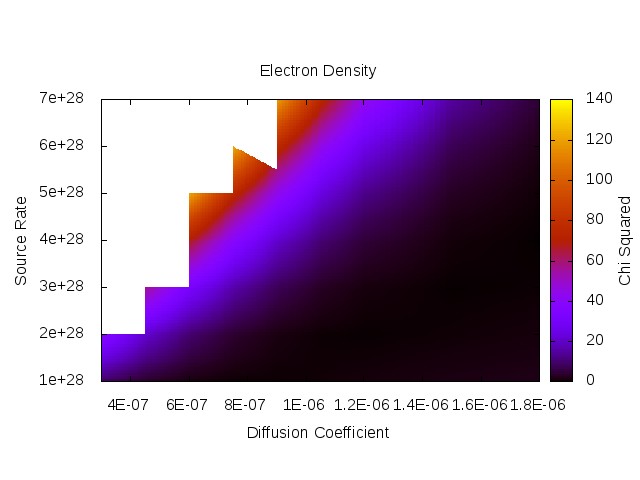 Electron Density
7e+28
6e+28
5e+28
4e+28
3e+28
2e+28
1e+28
Source Rate
4E-07 6E-07 8E-07 1E-06 1.2E-06 1.4E-06 1.6E-06 1.8E-06
Diffusion Coefficient
140
120
100
80
60
40
20
0
Chi Squared